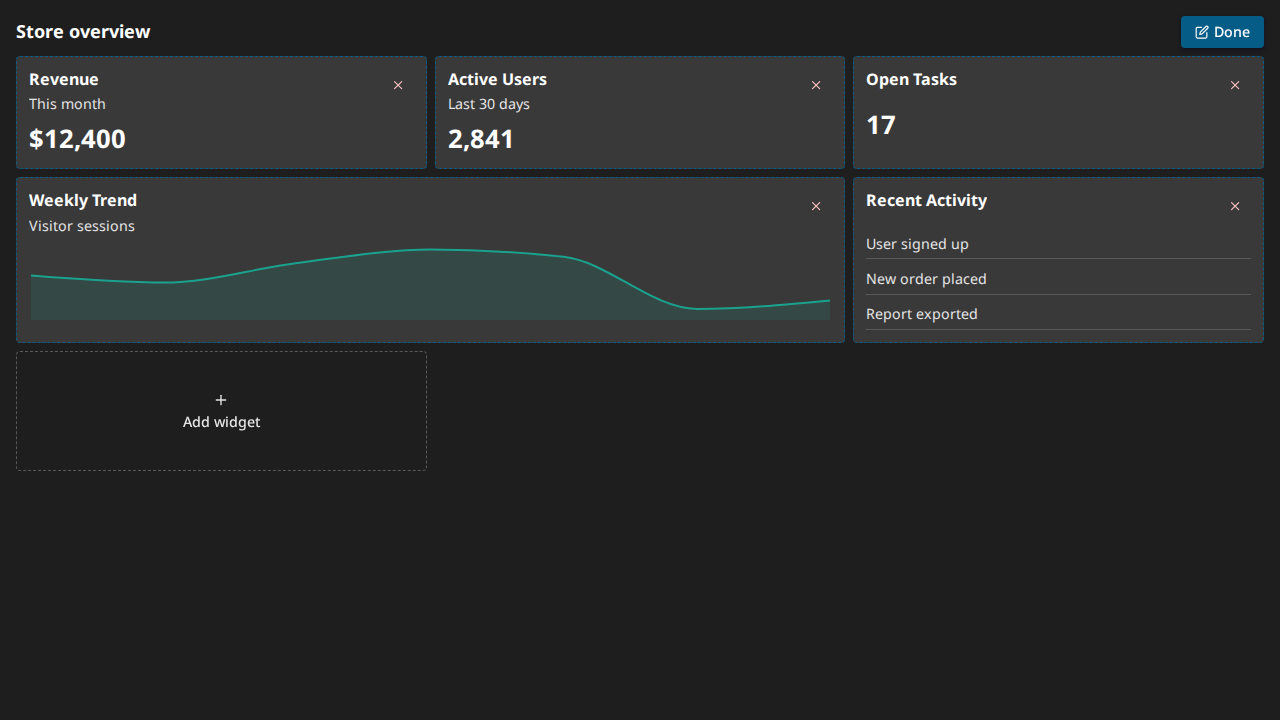 Store overview
Done
Revenue
This month
$12,400
Active Users
Last 30 days
2,841
Open Tasks
17
Weekly Trend
Visitor sessions
Recent Activity
User signed up
New order placed
Report exported
Add widget